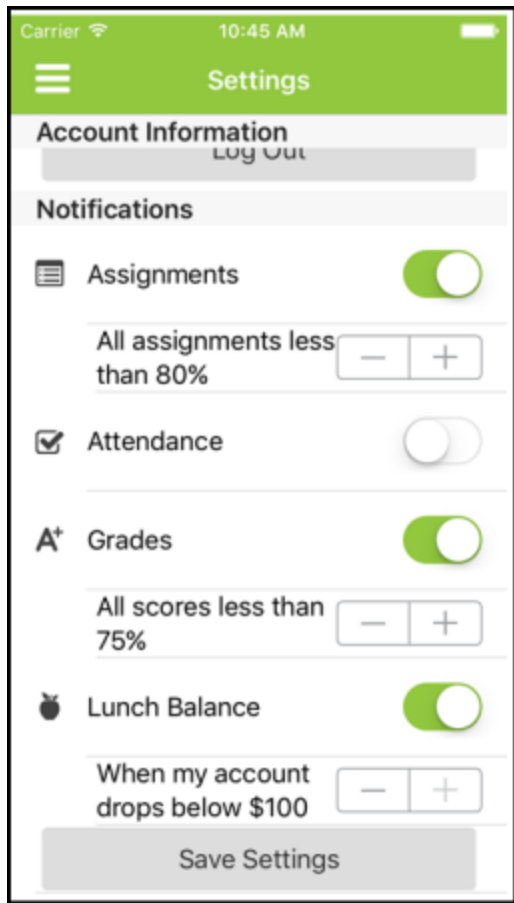 Carrier 10:45 AM
Settings
Account Information
Log Out
Notifications
Assignments
All assignments less
than 80%
− +
Attendance
A+ Grades
All scores less than
75%
− +
Lunch Balance
When my account
drops below $100
− +
Save Settings